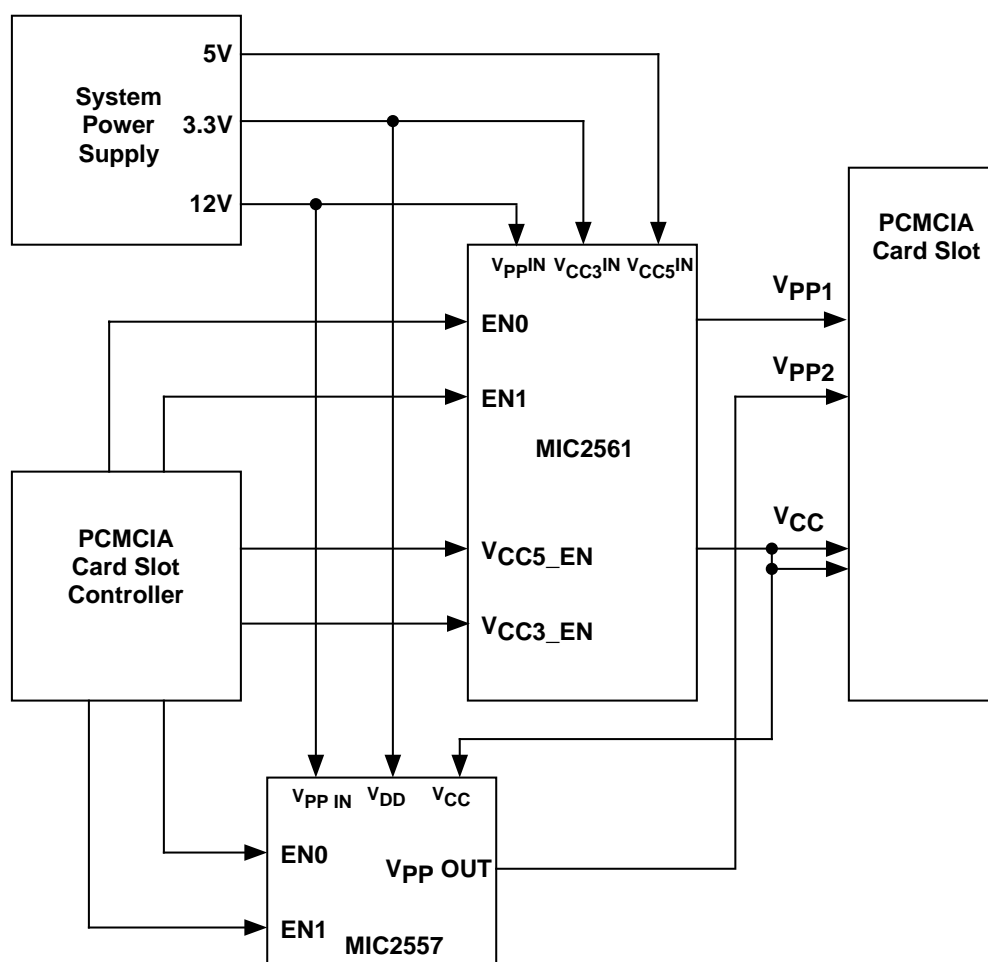 5V
System
Power
Supply
3.3V
12V
PCMCIA
Card Slot
VPPIN VCC3IN VCC5IN
VPP1
EN0
VPP2
EN1
MIC2561
VCC
PCMCIA
Card Slot
Controller
VCC5_EN
VCC3_EN
VPP IN VDD VCC
EN0
VPP OUT
EN1
MIC2557